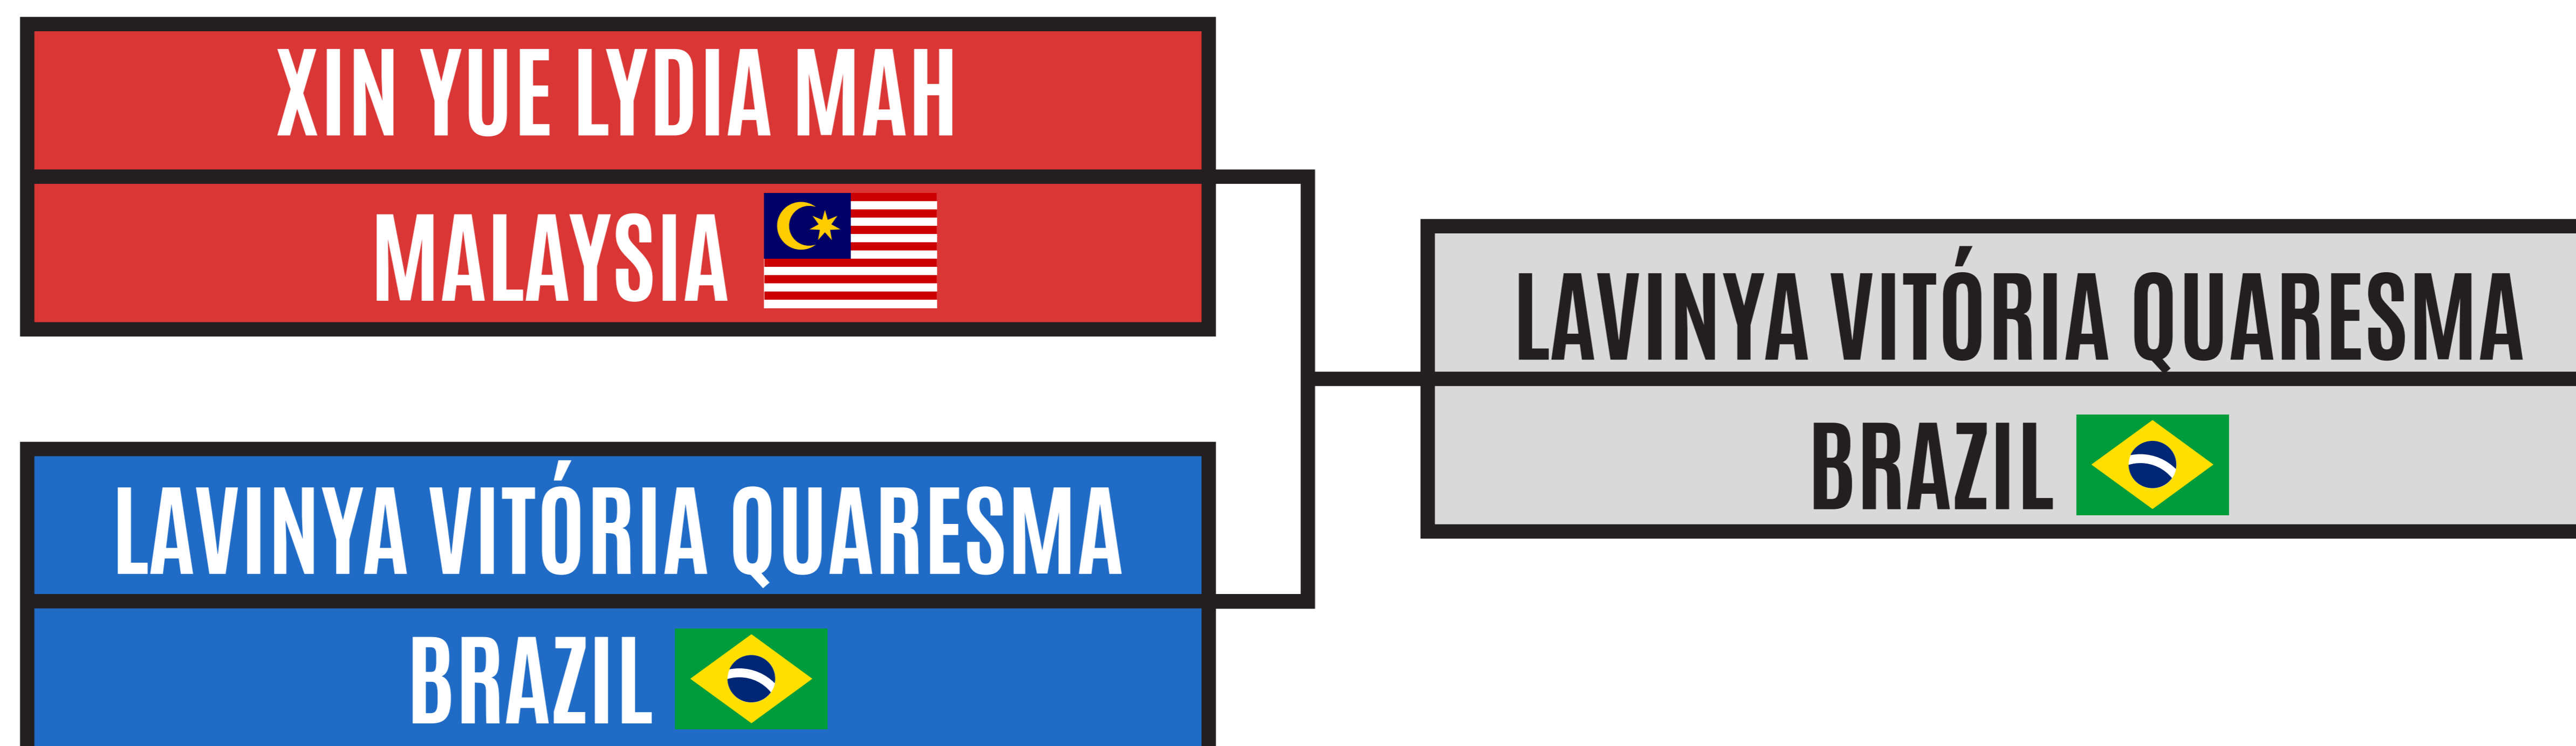 XIN YUE LYDIA MAH
MALAYSIA
LAVINYA VITÓRIA QUARESMA
BRAZIL
LAVINYA VITÓRIA QUARESMA
BRAZIL